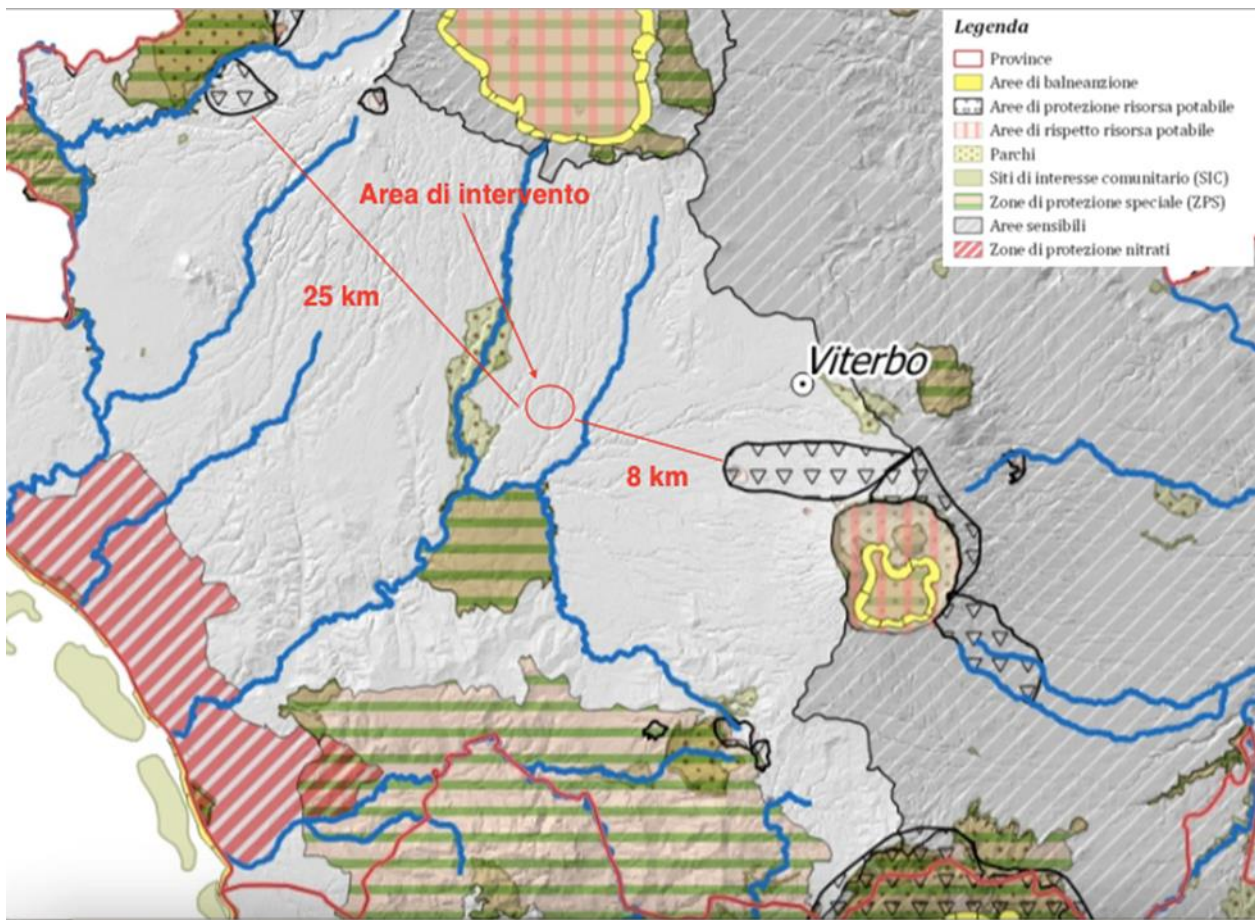 Legenda
Province
Aree di balneanzione
Aree di protezione risorsa potabile
Aree di rispetto risorsa potabile
Parchi
Siti di interesse comunitario (SIC)
Zone di protezione speciale (ZPS)
Aree sensibili
Zone di protezione nitrati
Area di intervento
25 km
Viterbo
8 km